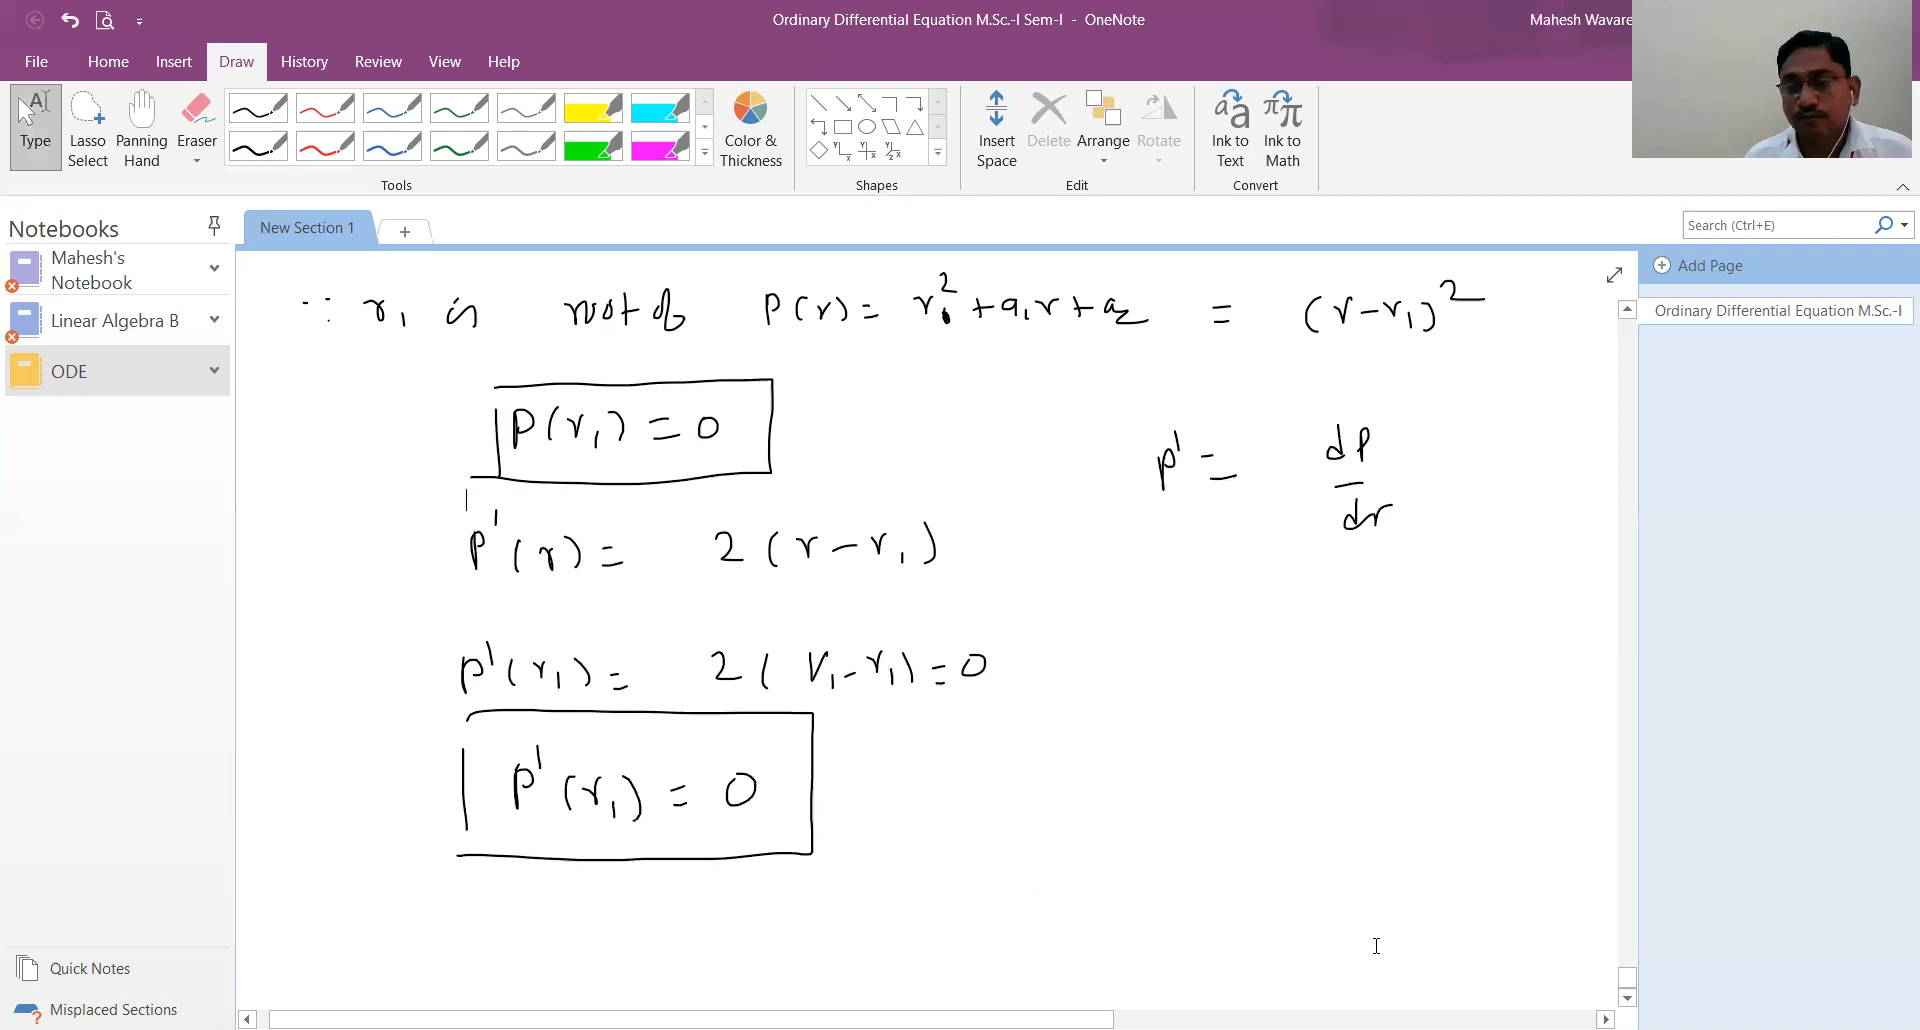 Ordinary Differential Equation M.Sc.-I Sem-I - OneNote
Mahesh Wavare
File Home Insert Draw History Review View Help
Type
Lasso Select
Panning Hand
Eraser
Color & Thickness
Insert Space
Delete
Arrange
Rotate
Ink to Text
Ink to Math
Tools
Shapes
Edit
Convert
Notebooks
New Section 1
+
Search (Ctrl+E)
Mahesh's Notebook
Linear Algebra B
ODE
Add Page
Ordinary Differential Equation M.Sc.-I
∵ r₁ is root of P(r) = r² + a₁r + a₂ = (r-r₁)²
P(r₁) = 0
P' = dP/dr
P'(r) = 2(r-r₁)
P'(r₁) = 2(r₁-r₁) = 0
P'(r₁) = 0
Quick Notes
Misplaced Sections